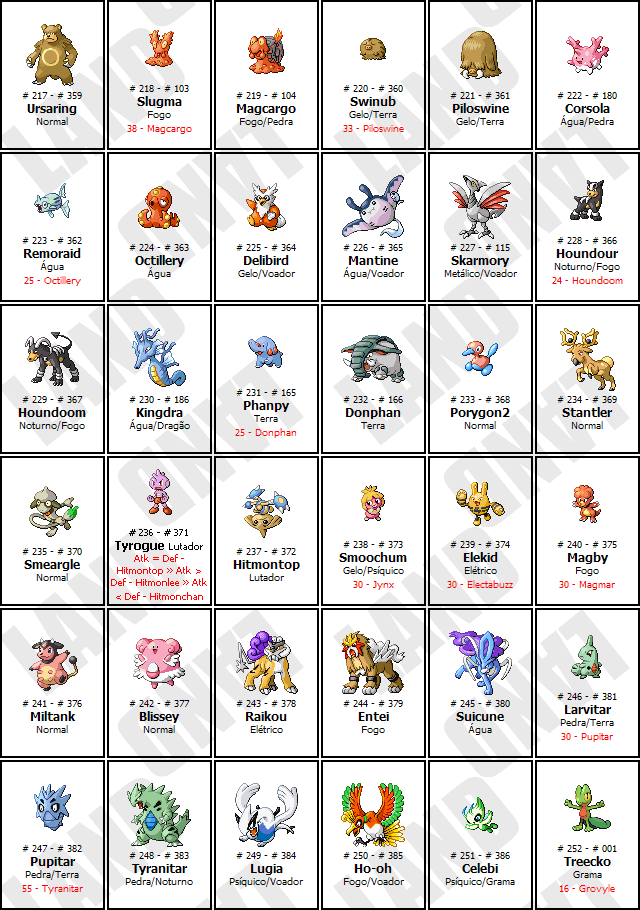 # 217 - # 359
Ursaring
Normal
# 218 - # 103
Slugma
Fogo
38 - Magcargo
# 219 - # 104
Magcargo
Fogo/Pedra
# 220 - # 360
Swinub
Gelo/Terra
33 - Piloswine
# 221 - # 361
Piloswine
Gelo/Terra
# 222 - # 180
Corsola
Água/Pedra
# 223 - # 362
Remoraid
Água
25 - Octillery
# 224 - # 363
Octillery
Água
# 225 - # 364
Delibird
Gelo/Voador
# 226 - # 365
Mantine
Água/Voador
# 227 - # 115
Skarmory
Metálico/Voador
# 228 - # 366
Houndour
Noturno/Fogo
24 - Houndoom
# 229 - # 367
Houndoom
Noturno/Fogo
# 230 - # 186
Kingdra
Água/Dragão
# 231 - # 165
Phanpy
Terra
25 - Donphan
# 232 - # 166
Donphan
Terra
# 233 - # 368
Porygon2
Normal
# 234 - # 369
Stantler
Normal
# 235 - # 370
Smeargle
Normal
# 236 - # 371
Tyrogue Lutador
Atk = Def -
Hitmontop » Atk >
Def - Hitmonlee » Atk
< Def - Hitmonchan
# 237 - # 372
Hitmontop
Lutador
# 238 - # 373
Smoochum
Gelo/Psíquico
30 - Jynx
# 239 - # 374
Elekid
Elétrico
30 - Electabuzz
# 240 - # 375
Magby
Fogo
30 - Magmar
# 241 - # 376
Miltank
Normal
# 242 - # 377
Blissey
Normal
# 243 - # 378
Raikou
Elétrico
# 244 - # 379
Entei
Fogo
# 245 - # 380
Suicune
Água
# 246 - # 381
Larvitar
Pedra/Terra
30 - Pupitar
# 247 - # 382
Pupitar
Pedra/Terra
55 - Tyranitar
# 248 - # 383
Tyranitar
Pedra/Noturno
# 249 - # 384
Lugia
Psíquico/Voador
# 250 - # 385
Ho-oh
Fogo/Voador
# 251 - # 386
Celebi
Psíquico/Grama
# 252 - # 001
Treecko
Grama
16 - Grovyle